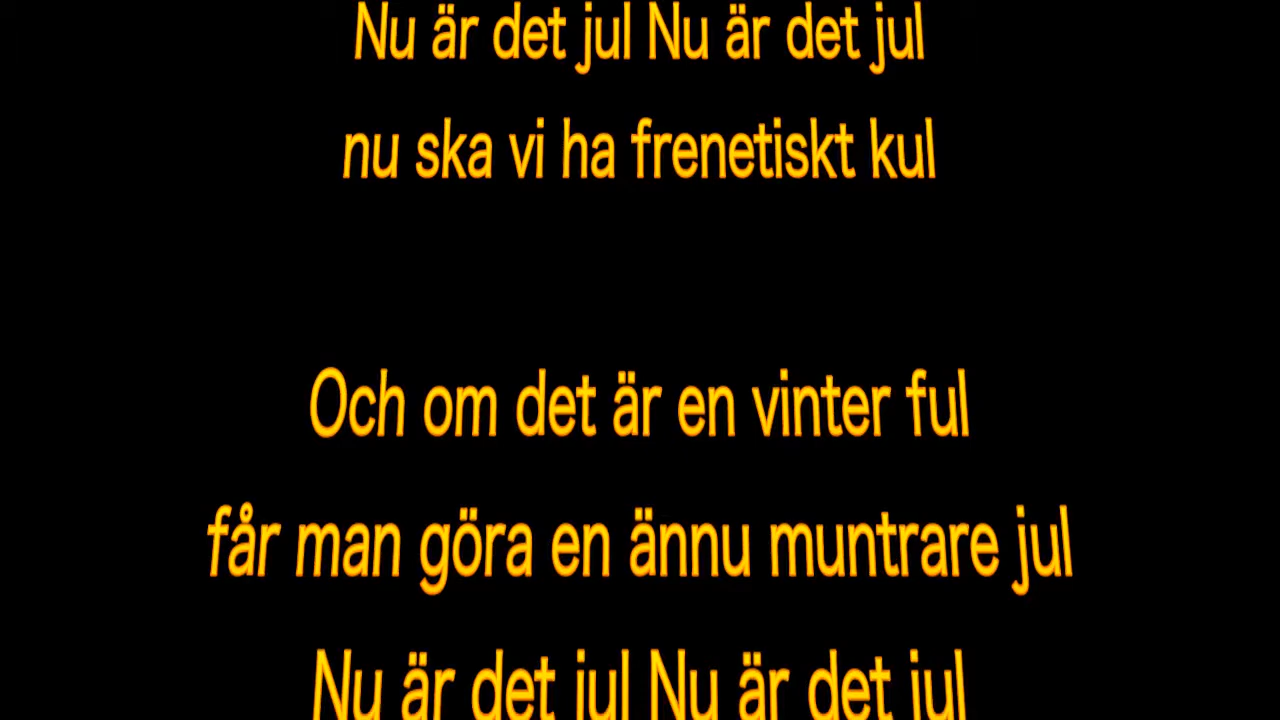 Nu är det jul Nu är det jul
nu ska vi ha frenetiskt kul
Och om det är en vinter ful
får man göra en ännu muntrare jul
Nu är det jul Nu är det jul